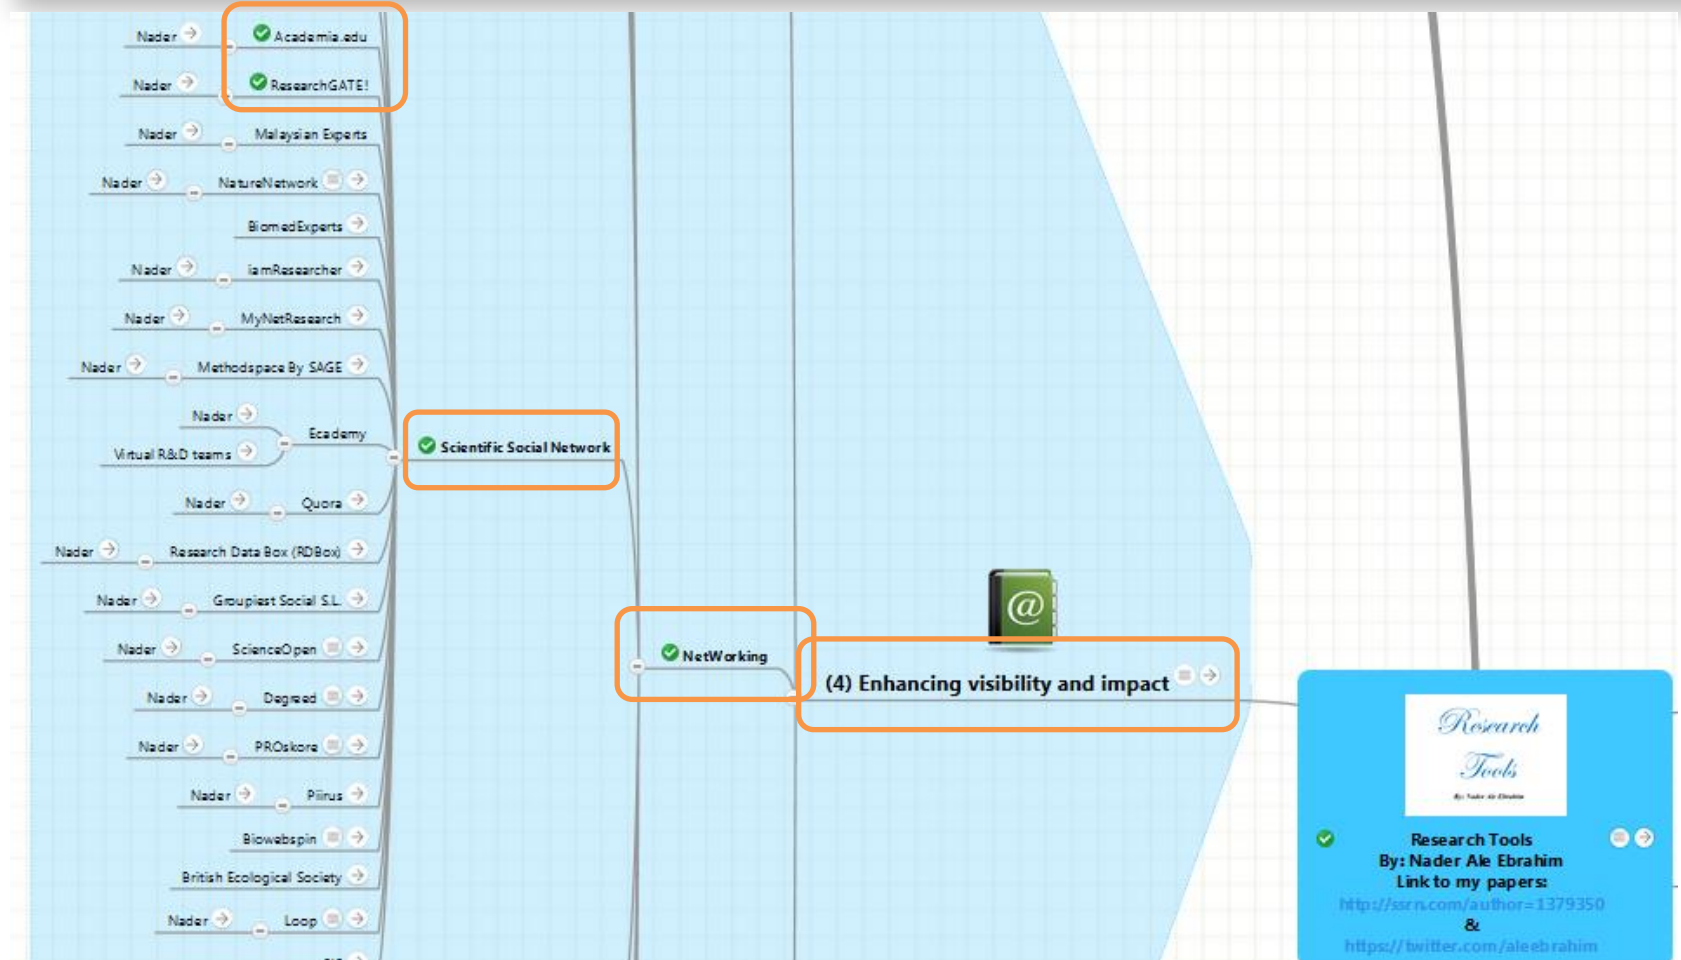 Nader Academia.edu
Nader ResearchGATE!
Nader Malaysian Experts
Nader NatureNetwork
BiomedExperts
Nader iamResearcher
Nader MyNetResearch
Nader Methodspace By SAGE
Nader
Ecademy
Virtual R&D teams
Scientific Social Network
Nader Quora
Nader Research Data Box (RDBox)
Nader Groupiest Social S.L.
Nader ScienceOpen
NetWorking
@
(4) Enhancing visibility and impact
Nader Degreed
Nader PROskore
Nader Piirus
Biowebspin
British Ecological Society
Nader Loop
Research
Tools
By: Nader Ale Ebrahim
Research Tools
By: Nader Ale Ebrahim
Link to my papers:
http://ssrn.com/author=1379350
&
https://twitter.com/aleebrahim